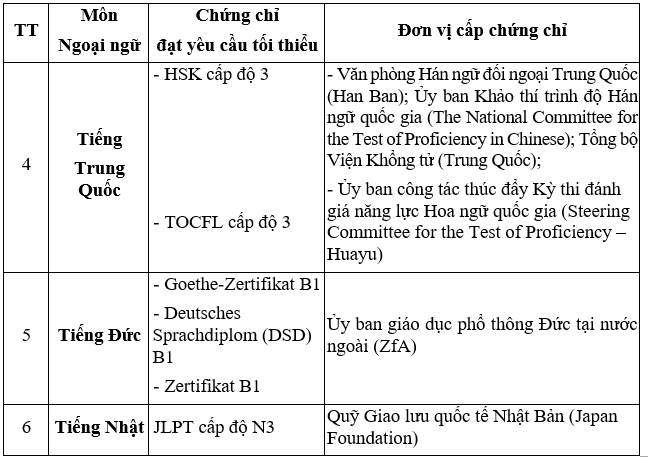 TT
Môn
Ngoại ngữ
Chứng chỉ
đạt yêu cầu tối thiểu
Đơn vị cấp chứng chỉ
4
Tiếng
Trung
Quốc
- HSK cấp độ 3
- TOCFL cấp độ 3
- Văn phòng Hán ngữ đối ngoại Trung Quốc
(Han Ban); Ủy ban Khảo thí trình độ Hán
ngữ quốc gia (The National Committee for
the Test of Proficiency in Chinese); Tổng bộ
Viện Khổng tử (Trung Quốc);
- Ủy ban công tác thúc đẩy Kỳ thi đánh
giá năng lực Hoa ngữ quốc gia (Steering
Committee for the Test of Proficiency –
Huayu)
5
Tiếng Đức
- Goethe-Zertifikat B1
- Deutsches
Sprachdiplom (DSD)
B1
- Zertifikat B1
Ủy ban giáo dục phổ thông Đức tại nước
ngoài (ZfA)
6
Tiếng Nhật
JLPT cấp độ N3
Quỹ Giao lưu quốc tế Nhật Bản (Japan
Foundation)